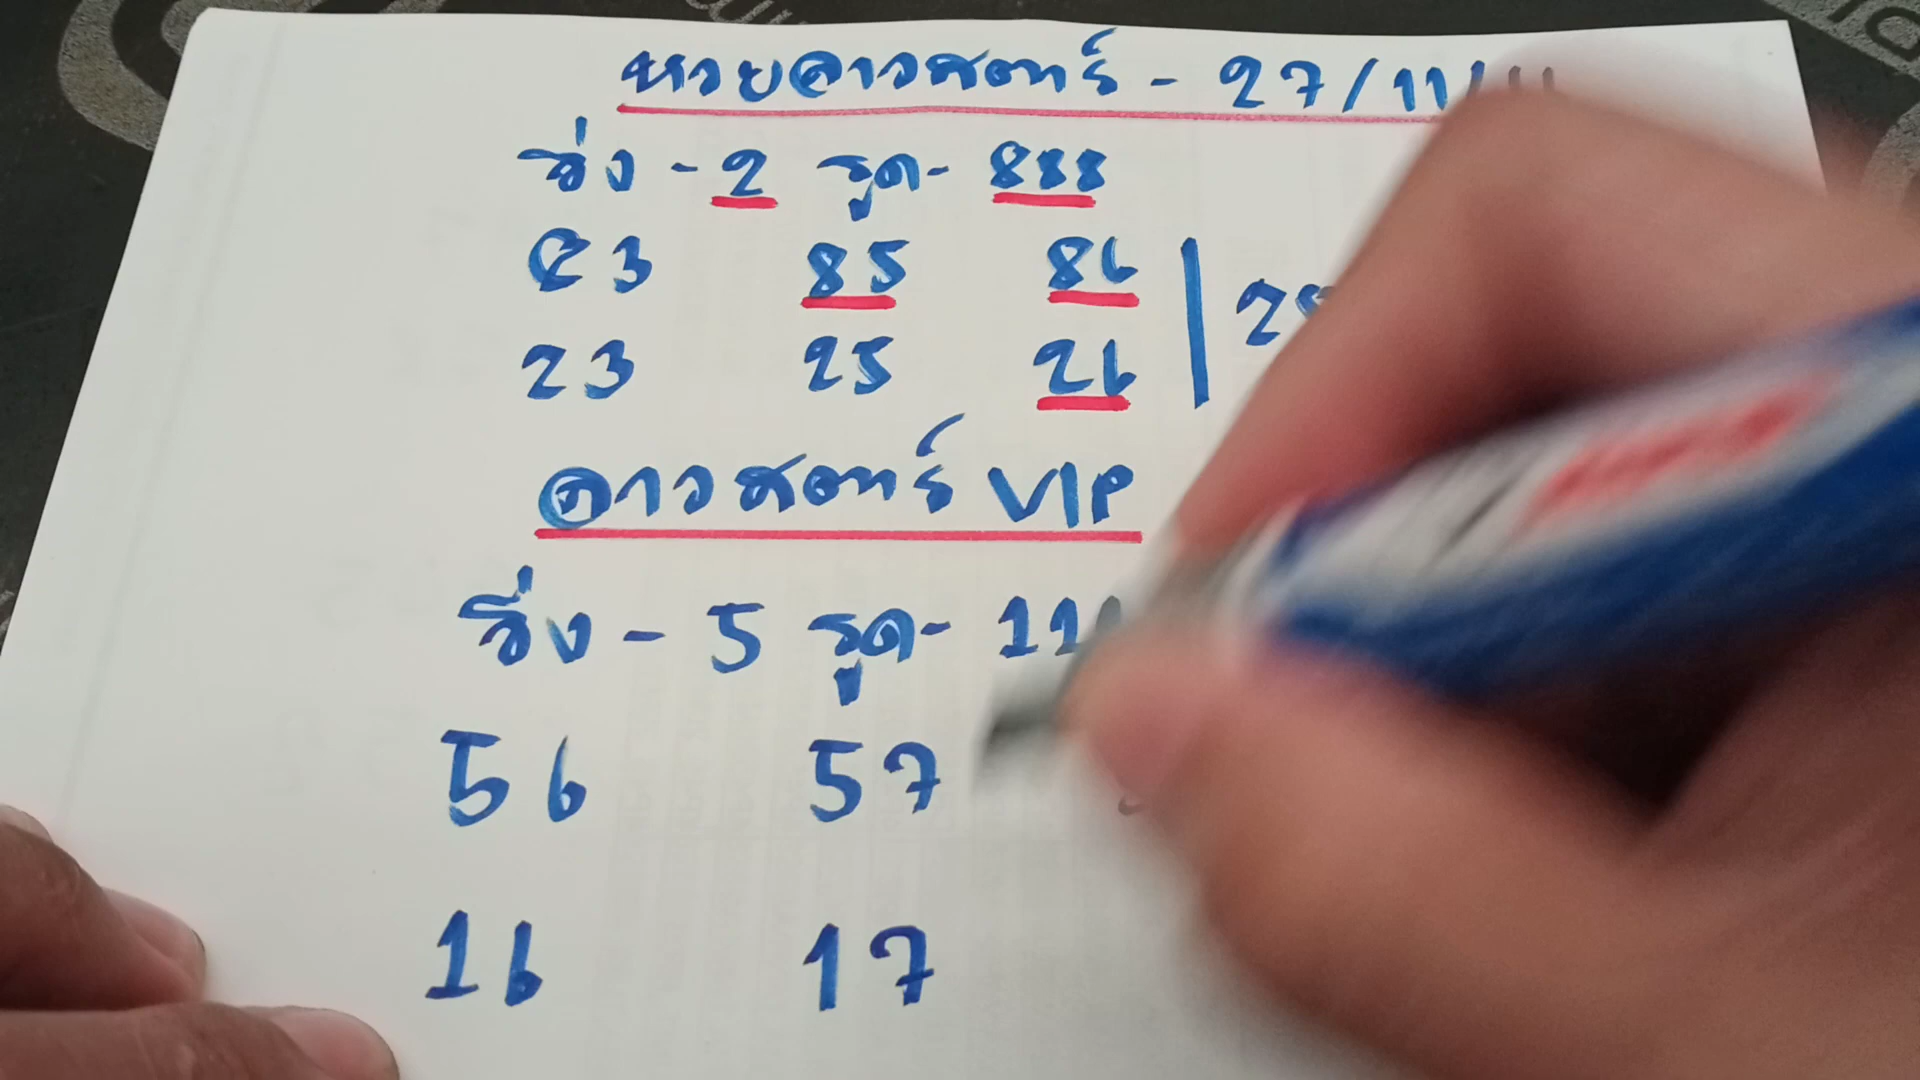 หวยลาวสตาร์ - 27/11/
วิ่ง - 2 รูด - 888
83 85 86
23 25 26
ลาวสตาร์ VIP
วิ่ง - 5 รูด - 111
56 57
16 17